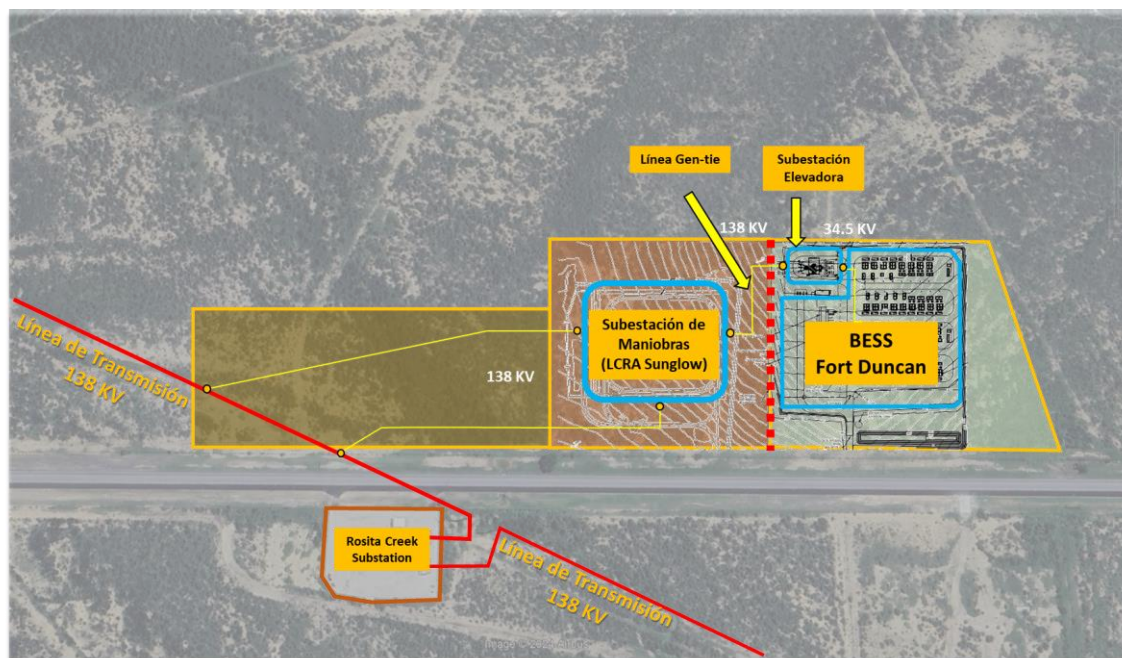 Línea Gen-tie
Subestación
Elevadora
138 KV
34.5 KV
Línea de Transmisión
138 KV
138 KV
Subestación de
Maniobras
(LCRA Sunglow)
BESS
Fort Duncan
Rosita Creek
Substation
Línea de Transmisión
138 KV